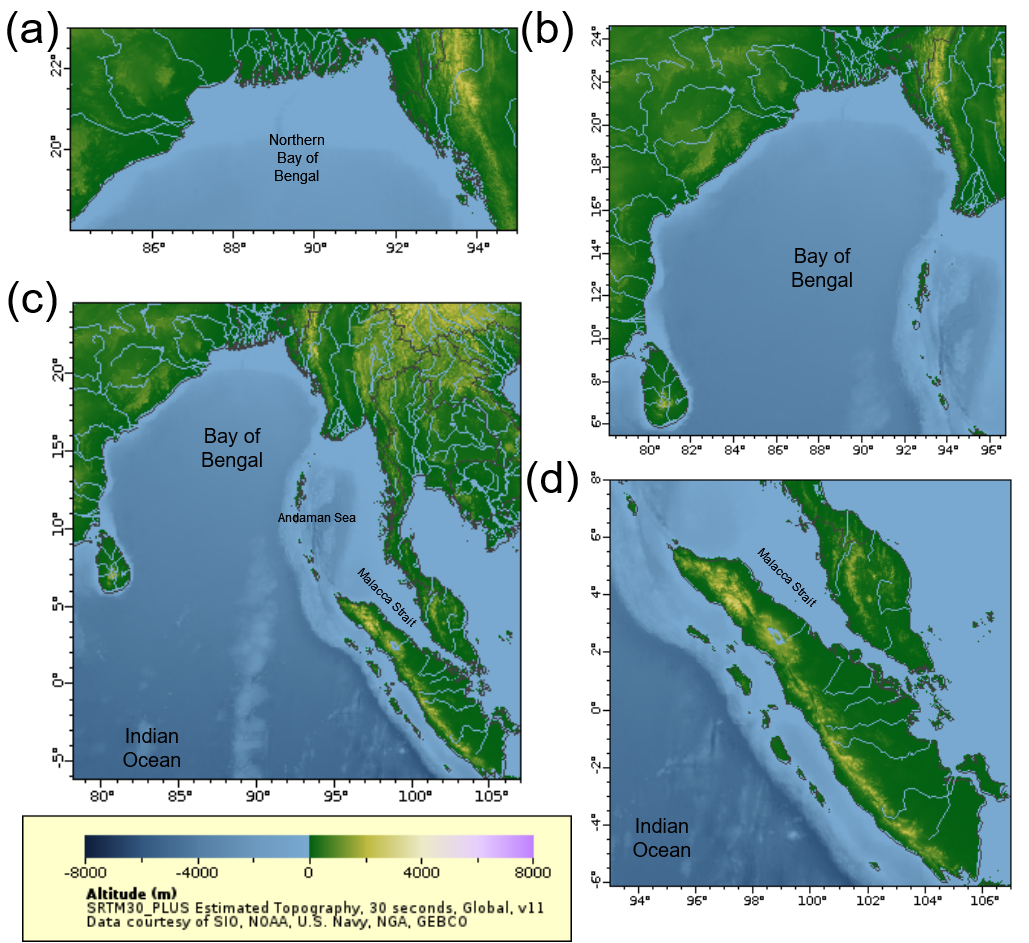 (a)
22°
20°
Northern
Bay of
Bengal
86° 88° 90° 92° 94°
(b)
24°
22°
20°
18°
16°
14°
12°
10°
8°
6°
Bay of
Bengal
80° 82° 84° 86° 88° 90° 92° 94° 96°
(c)
20°
15°
10°
5°
0°
-5°
Bay of
Bengal
Andaman Sea
Malacca Strait
Indian
Ocean
80° 85° 90° 95° 100° 105°
(d)
8°
6°
4°
2°
0°
-2°
-4°
-6°
Malacca Strait
Indian
Ocean
94° 96° 98° 100° 102° 104° 106°
-8000 -4000 0 4000 8000
Altitude (m)
SRTM30_PLUS Estimated Topography, 30 seconds, Global, v11
Data courtesy of SIO, NOAA, U.S. Navy, NGA, GEBCO